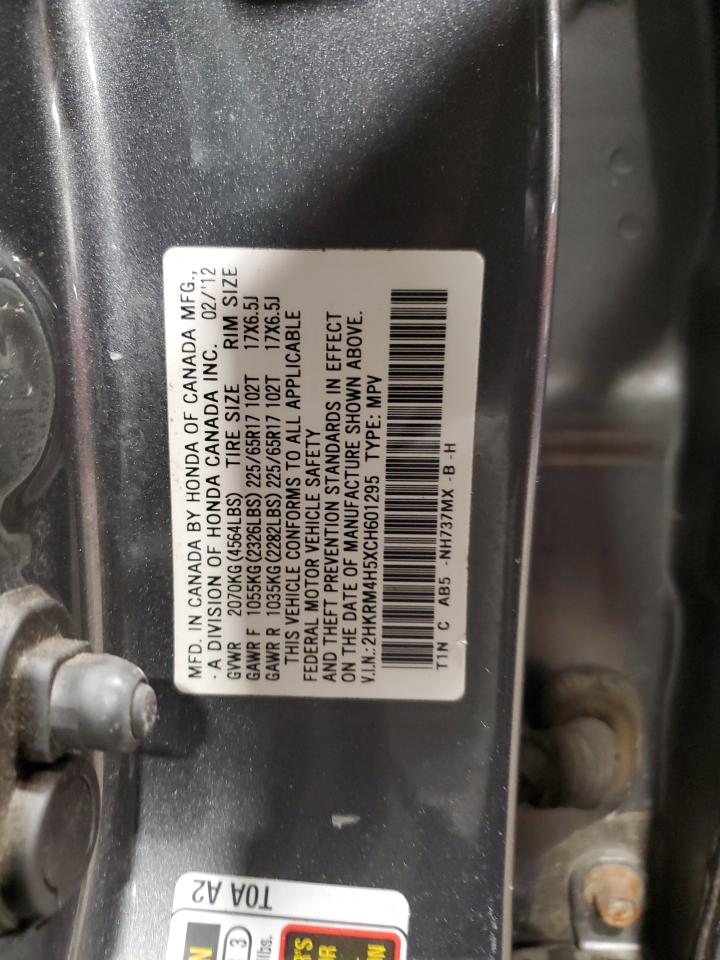 MFD. IN CANADA BY HONDA OF CANADA MFG.,
·A DIVISION OF HONDA CANADA INC. 02/'12
GVWR 2070KG(4564LBS) TIRE SIZE RIM SIZE
GAWR F 1055KG(2326LBS) 225/65R17 102T 17X6.5J
GAWR R 1035KG(2282LBS) 225/65R17 102T 17X6.5J
THIS VEHICLE CONFORMS TO ALL APPLICABLE
FEDERAL MOTOR VEHICLE SAFETY
AND THEFT PREVENTION STANDARDS IN EFFECT
ON THE DATE OF MANUFACTURE SHOWN ABOVE.
V.I.N.:2HKRM4H5XCH601295 TYPE: MPV
T1N C AB5 -NH737MX -B -H
TOA A2
3
lbs.